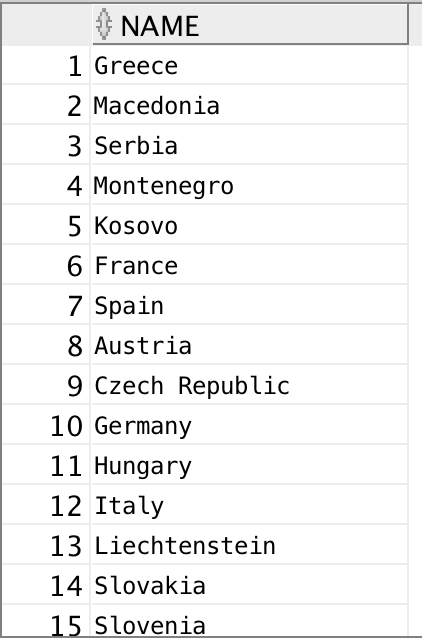 NAME
1 Greece
2 Macedonia
3 Serbia
4 Montenegro
5 Kosovo
6 France
7 Spain
8 Austria
9 Czech Republic
10 Germany
11 Hungary
12 Italy
13 Liechtenstein
14 Slovakia
15 Slovenia